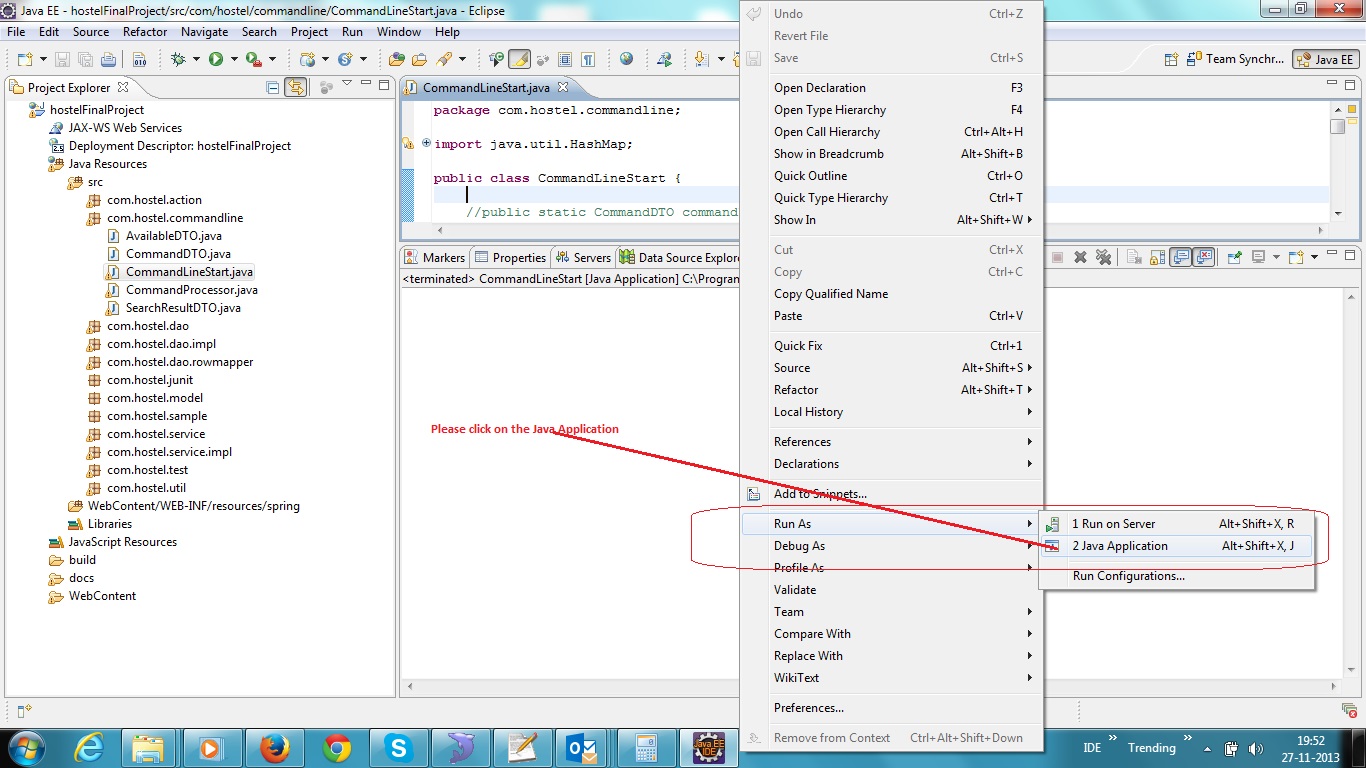 Java EE - hostelFinalProject/src/com/hostel/commandline/CommandLineStart.java - Eclipse
File Edit Source Refactor Navigate Search Project Run Window Help
Team Synchr... Java EE
Project Explorer
hostelFinalProject
JAX-WS Web Services
Deployment Descriptor: hostelFinalProject
Java Resources
src
com.hostel.action
com.hostel.commandline
AvailableDTO.java
CommandDTO.java
CommandLineStart.java
CommandProcessor.java
SearchResultDTO.java
com.hostel.dao
com.hostel.dao.impl
com.hostel.dao.rowmapper
com.hostel.junit
com.hostel.model
com.hostel.sample
com.hostel.service
com.hostel.service.impl
com.hostel.test
com.hostel.util
WebContent/WEB-INF/resources/spring
Libraries
JavaScript Resources
build
docs
WebContent
CommandLineStart.java
package com.hostel.commandline;
import java.util.HashMap;
public class CommandLineStart {
//public static CommandDTO command
Markers Properties Servers Data Source Explor
<terminated> CommandLineStart [Java Application] C:\Program
Please click on the Java Application
Undo Ctrl+Z
Revert File
Save Ctrl+S
Open Declaration F3
Open Type Hierarchy F4
Open Call Hierarchy Ctrl+Alt+H
Show in Breadcrumb Alt+Shift+B
Quick Outline Ctrl+O
Quick Type Hierarchy Ctrl+T
Show In Alt+Shift+W
Cut Ctrl+X
Copy Ctrl+C
Copy Qualified Name
Paste Ctrl+V
Quick Fix Ctrl+1
Source Alt+Shift+S
Refactor Alt+Shift+T
Local History
References
Declarations
Add to Snippets...
Run As
Debug As
Profile As
Validate
Team
Compare With
Replace With
WikiText
Preferences...
Remove from Context Ctrl+Alt+Shift+Down
1 Run on Server Alt+Shift+X, R
2 Java Application Alt+Shift+X, J
Run Configurations...
Java EE
IDE
IDE » Trending »
19:52
27-11-2013